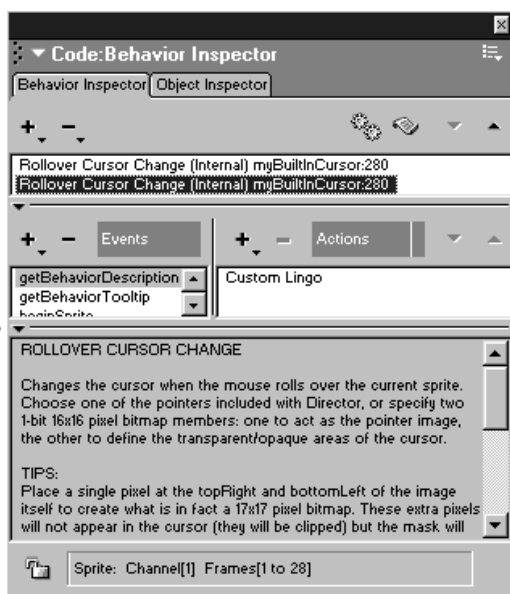 Code:Behavior Inspector
Behavior Inspector Object Inspector
Rollover Cursor Change (Internal) myBuiltInCursor:280
Rollover Cursor Change (Internal) myBuiltInCursor:280
Events Actions
getBehaviorDescription Custom Lingo
getBehaviorTooltip
beginSprite
ROLLOVER CURSOR CHANGE
Changes the cursor when the mouse rolls over the current sprite.
Choose one of the pointers included with Director, or specify two
1-bit 16x16 pixel bitmap members: one to act as the pointer image,
the other to define the transparent/opaque areas of the cursor.
TIPS:
Place a single pixel at the topRight and bottomLeft of the image
itself to create what is in fact a 17x17 pixel bitmap. These extra pixels
will not appear in the cursor (they will be clipped) but the mask will
Sprite: Channel[1] Frames[1 to 28]